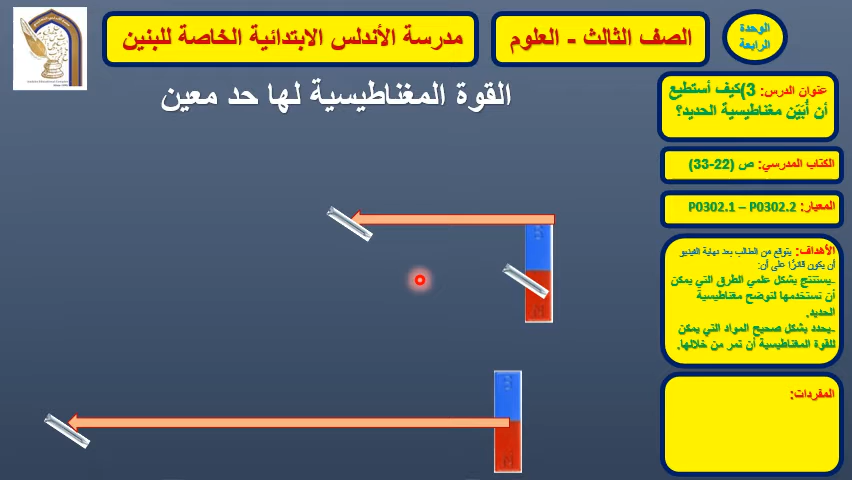 مدرسة الأندلس الابتدائية الخاصة للبنين
الصف الثالث - العلوم
الوحدة
الرابعة
القوة المغناطيسية لها حد معين
عنوان الدرس: 3)كيف أستطيع
أن أُبَيّن مغناطيسية الحديد؟
الكتاب المدرسي: ص (22-33)
المعيار: P0302.1 – P0302.2
الأهداف: يتوقع من الطالب بعد نهاية الفيديو
أن يكون قادرًا على أن:
-يستنتج بشكل علمي الطرق التي يمكن
أن تستخدمها لتوضح مغناطيسية
الحديد.
-يحدد بشكل صحيح المواد التي يمكن
للقوة المغناطيسية أن تمر من خلالها.
المفردات: